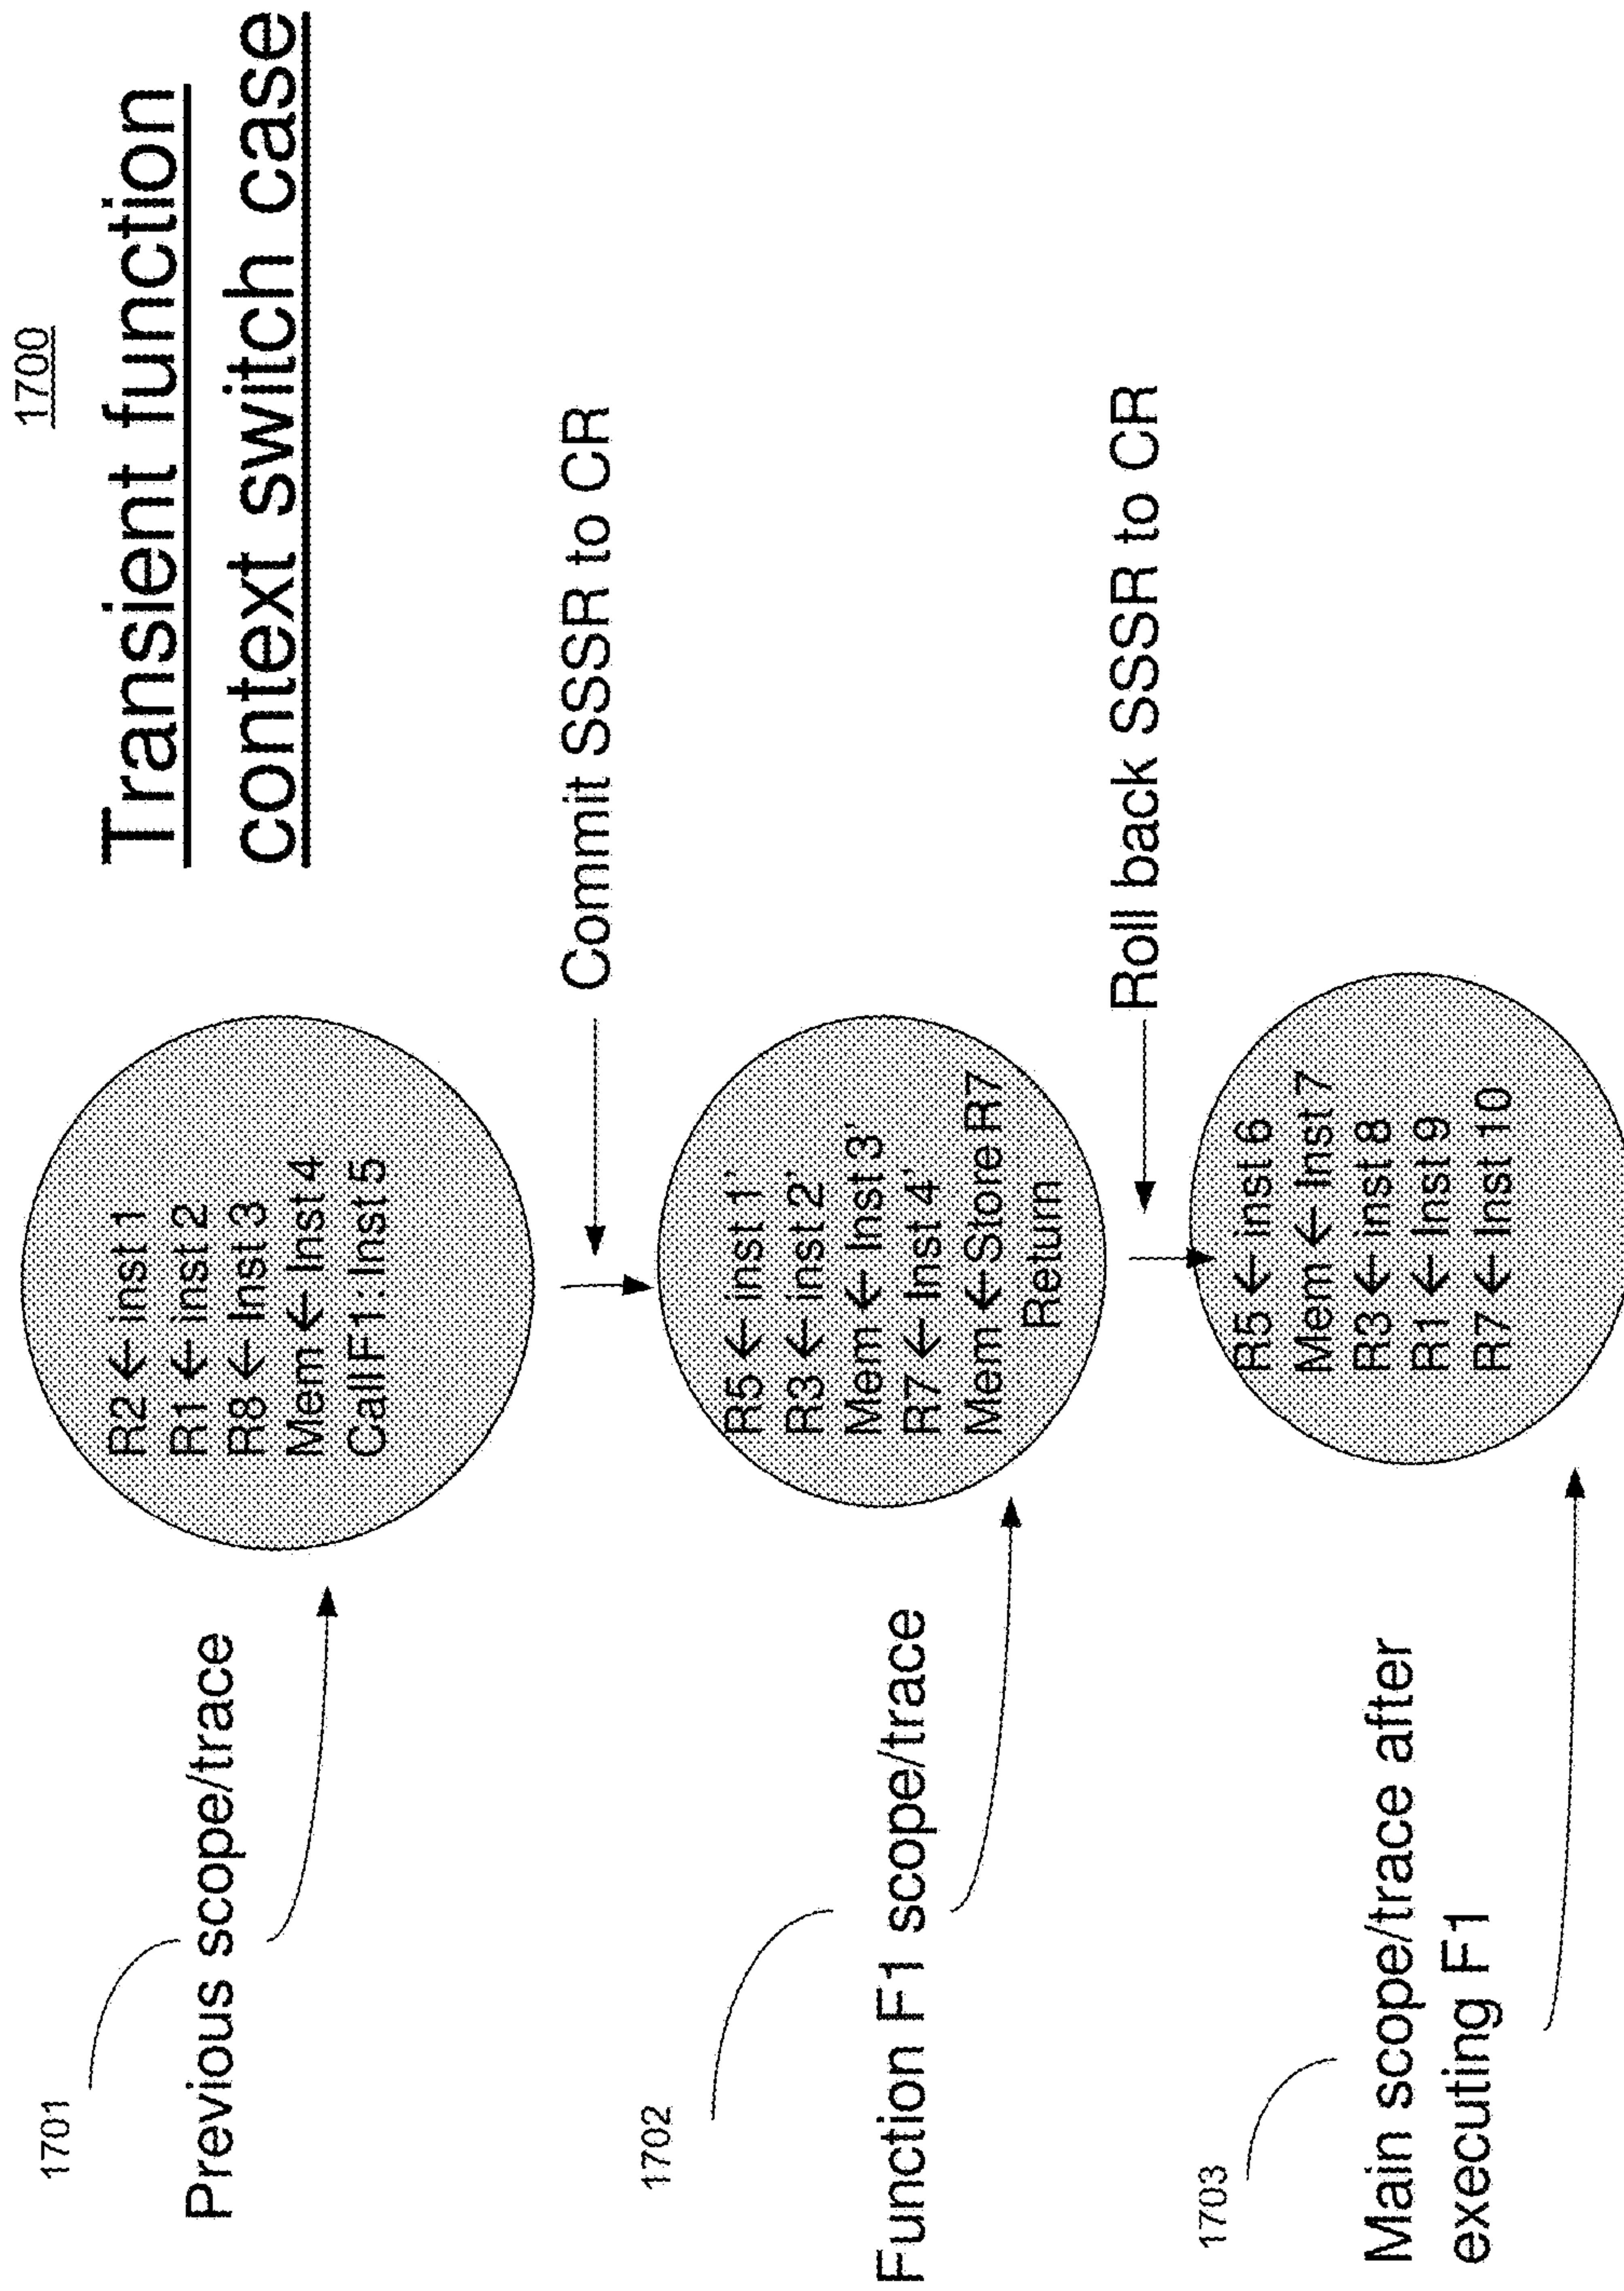 1700
Transient function
context switch case
1701
Previous scope/trace
R2 ← inst 1
R1 ← inst 2
R8 ← Inst 3
Mem ← Inst 4
Call F1: Inst 5
Commit SSSR to CR
1702
Function F1 scope/trace
R5 ← inst 1'
R3 ← inst 2'
Mem ← Inst 3'
R7 ← Inst 4'
Mem ← Store R7
Return
Roll back SSSR to CR
1703
Main scope/trace after
executing F1
R5 ← inst 6
Mem ← Inst 7
R3 ← inst 8
R1 ← Inst 9
R7 ← Inst 10